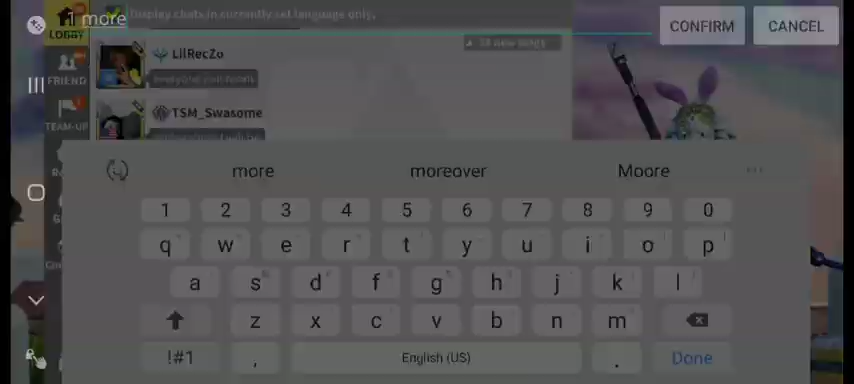 1 more
Display chats in currently set language only.
CONFIRM
CANCEL
LOBBY
LilRecZo
FRIEND
TSM_Swasome
TEAM-UP
more
moreover
Moore
1 2 3 4 5 6 7 8 9 0
q w e r t y u i o p
a s d f g h j k l
z x c v b n m
!#1
,
English (US)
.
Done